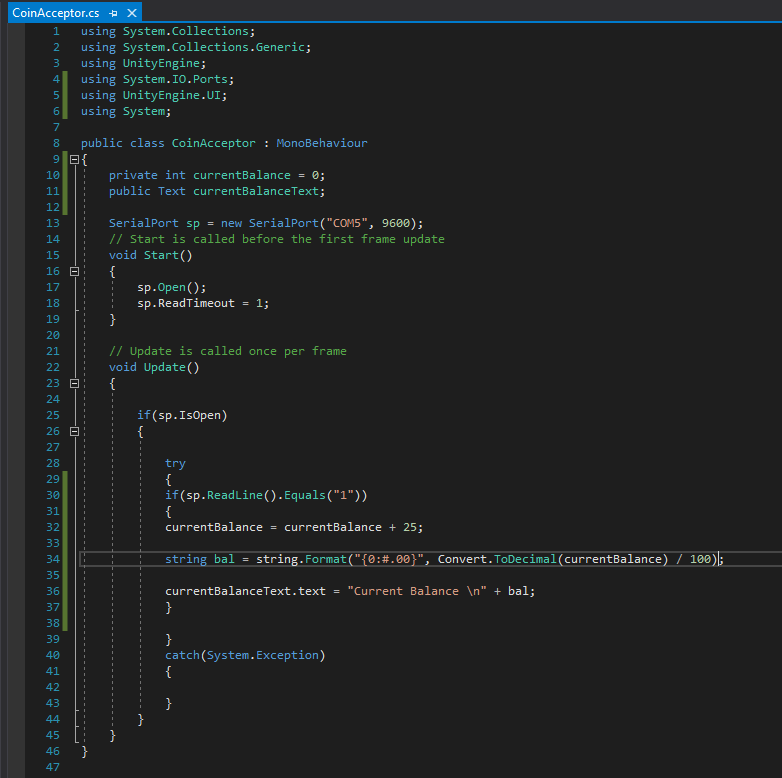 CoinAcceptor.cs
1 using System.Collections;
2 using System.Collections.Generic;
3 using UnityEngine;
4 using System.IO.Ports;
5 using UnityEngine.UI;
6 using System;
7
8 public class CoinAcceptor : MonoBehaviour
9 {
10 private int currentBalance = 0;
11 public Text currentBalanceText;
12
13 SerialPort sp = new SerialPort("COM5", 9600);
14 // Start is called before the first frame update
15 void Start()
16 {
17 sp.Open();
18 sp.ReadTimeout = 1;
19 }
20
21 // Update is called once per frame
22 void Update()
23 {
24
25 if(sp.IsOpen)
26 {
27
28 try
29 {
30 if(sp.ReadLine().Equals("1"))
31 {
32 currentBalance = currentBalance + 25;
33
34 string bal = string.Format("{0:#.00}", Convert.ToDecimal(currentBalance) / 100);
35
36 currentBalanceText.text = "Current Balance \n" + bal;
37 }
38
39 }
40 catch(System.Exception)
41 {
42
43 }
44 }
45 }
46 }
47